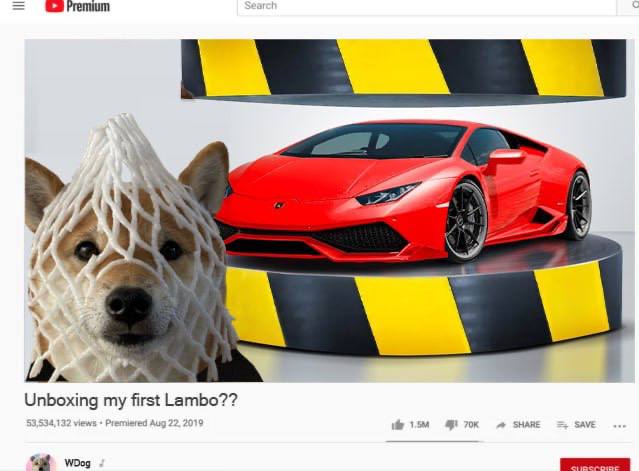 Premium
Search
Unboxing my first Lambo??
53,534,132 views • Premiered Aug 22, 2019
1.5M 70K SHARE SAVE
WDog
SUBSCRIBE